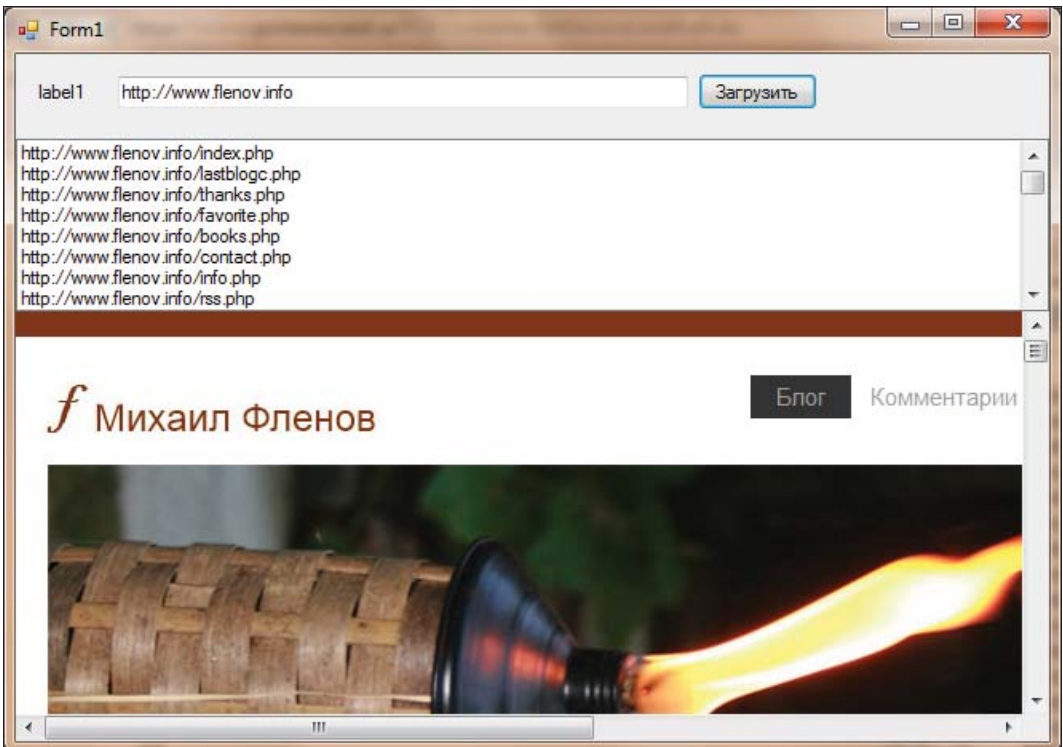 Form1
label1 http://www.flenov.info Загрузить
http://www.flenov.info/index.php
http://www.flenov.info/lastblogc.php
http://www.flenov.info/thanks.php
http://www.flenov.info/favorite.php
http://www.flenov.info/books.php
http://www.flenov.info/contact.php
http://www.flenov.info/info.php
http://www.flenov.info/rss.php
f Михаил Фленов Блог Комментарии